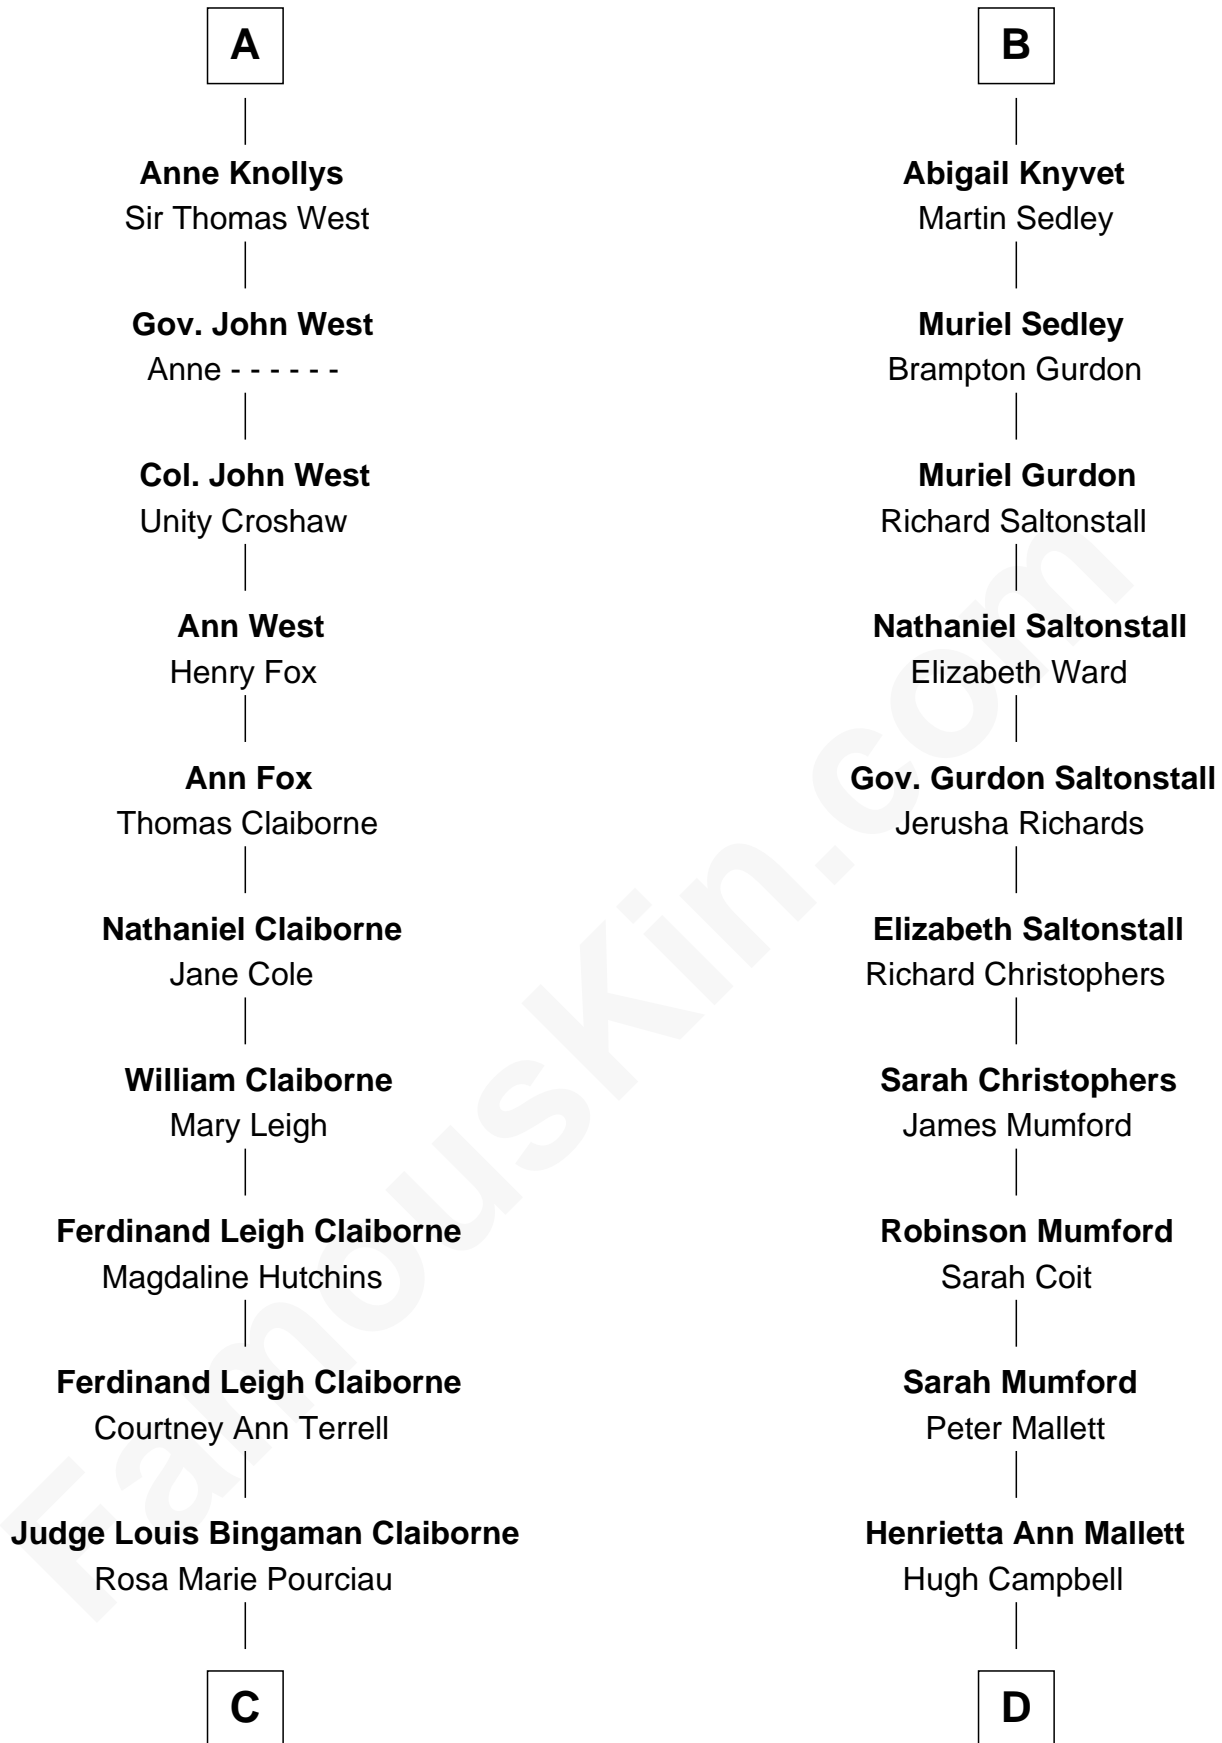 A
Anne Knollys
Sir Thomas West
Gov. John West
Anne - - - - - -
Col. John West
Unity Croshaw
Ann West
Henry Fox
Ann Fox
Thomas Claiborne
Nathaniel Claiborne
Jane Cole
William Claiborne
Mary Leigh
Ferdinand Leigh Claiborne
Magdaline Hutchins
Ferdinand Leigh Claiborne
Courtney Ann Terrell
Judge Louis Bingaman Claiborne
Rosa Marie Pourciau
C
B
Abigail Knyvet
Martin Sedley
Muriel Sedley
Brampton Gurdon
Muriel Gurdon
Richard Saltonstall
Nathaniel Saltonstall
Elizabeth Ward
Gov. Gurdon Saltonstall
Jerusha Richards
Elizabeth Saltonstall
Richard Christophers
Sarah Christophers
James Mumford
Robinson Mumford
Sarah Coit
Sarah Mumford
Peter Mallett
Henrietta Ann Mallett
Hugh Campbell
D
FamousKin.com